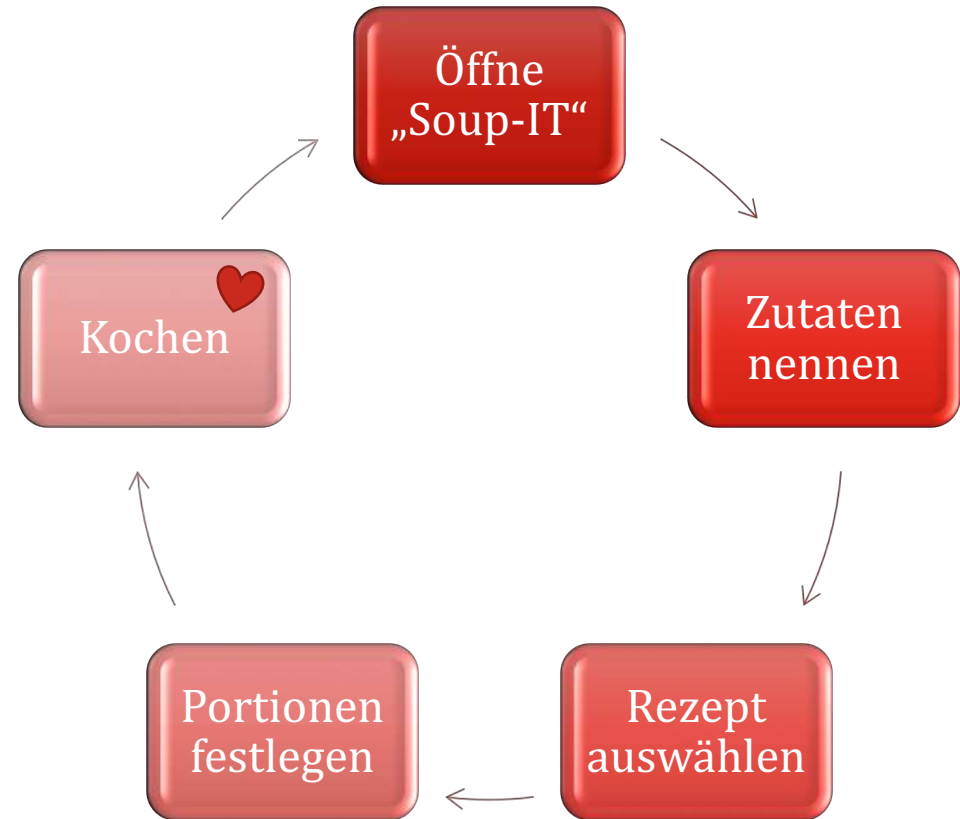 Öffne
„Soup-IT“
Zutaten
nennen
Rezept
auswählen
Portionen
festlegen
Kochen